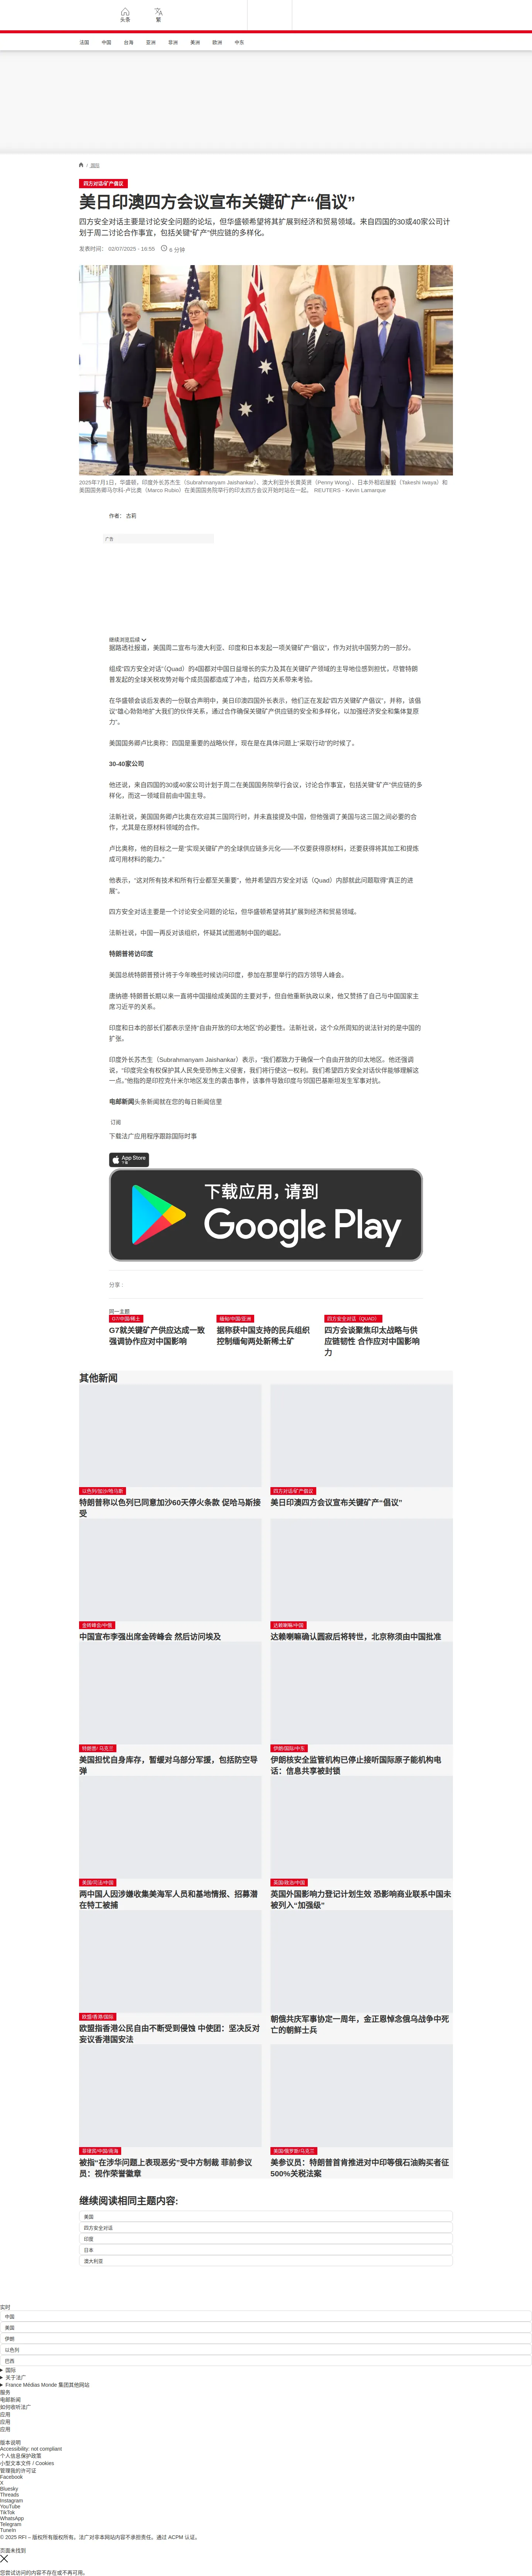 头条
繁
法国
中国
台海
亚洲
非洲
美洲
欧洲
中东
/ 国际
四方对话/矿产倡议
美日印澳四方会议宣布关键矿产“倡议”
四方安全对话主要是讨论安全问题的论坛，但华盛顿希望将其扩展到经济和贸易领域。来自四国的30或40家公司计
划于周二讨论合作事宜，包括关键“矿产”供应链的多样化。
发表时间： 02/07/2025 - 16:55 6 分钟
2025年7月1日，华盛顿，印度外长苏杰生（Subrahmanyam Jaishankar）、澳大利亚外长黄英贤（Penny Wong）、日本外相岩屋毅（Takeshi Iwaya）和
美国国务卿马尔科·卢比奥（Marco Rubio）在美国国务院举行的印太四方会议开始时站在一起。 REUTERS - Kevin Lamarque
作者： 古莉
广告
继续浏览后续
据路透社报道，美国周二宣布与澳大利亚、印度和日本发起一项关键矿产“倡议”，作为对抗中国努力的一部分。
组成“四方安全对话”（Quad）的4国都对中国日益增长的实力及其在关键矿产领域的主导地位感到担忧，尽管特朗
普发起的全球关税攻势对每个成员国都造成了冲击，给四方关系带来考验。
在华盛顿会谈后发表的一份联合声明中，美日印澳四国外长表示，他们正在发起“四方关键矿产倡议”，并称，该倡
议“雄心勃勃地扩大我们的伙伴关系，通过合作确保关键矿产供应链的安全和多样化，以加强经济安全和集体复原
力”。
美国国务卿卢比奥称：四国是重要的战略伙伴，现在是在具体问题上“采取行动”的时候了。
30-40家公司
他还说，来自四国的30或40家公司计划于周二在美国国务院举行会议，讨论合作事宜，包括关键“矿产”供应链的多
样化，而这一领域目前由中国主导。
法新社说，美国国务卿卢比奥在欢迎其三国同行时，并未直接提及中国，但他强调了美国与这三国之间必要的合
作，尤其是在原材料领域的合作。
卢比奥称，他的目标之一是“实现关键矿产的全球供应链多元化——不仅要获得原材料，还要获得将其加工和提炼
成可用材料的能力。”
他表示，“这对所有技术和所有行业都至关重要”，他并希望四方安全对话（Quad）内部就此问题取得“真正的进
展”。
四方安全对话主要是一个讨论安全问题的论坛，但华盛顿希望将其扩展到经济和贸易领域。
法新社说，中国一再反对该组织，怀疑其试图遏制中国的崛起。
特朗普将访印度
美国总统特朗普预计将于今年晚些时候访问印度，参加在那里举行的四方领导人峰会。
唐纳德·特朗普长期以来一直将中国描绘成美国的主要对手，但自他重新执政以来，他又赞扬了自己与中国国家主
席习近平的关系。
印度和日本的部长们都表示坚持“自由开放的印太地区”的必要性。法新社说，这个众所周知的说法针对的是中国的
扩张。
印度外长苏杰生（Subrahmanyam Jaishankar）表示，“我们都致力于确保一个自由开放的印太地区。他还强调
说，“印度完全有权保护其人民免受恐怖主义侵害，我们将行使这一权利。我们希望四方安全对话伙伴能够理解这
一点。”他指的是印控克什米尔地区发生的袭击事件，该事件导致印度与邻国巴基斯坦发生军事对抗。
电邮新闻头条新闻就在您的每日新闻信里
订阅
下载法广应用程序跟踪国际时事
App Store
下载应用，请到
Google Play
分享 :
同一主题
G7/中国/稀土
G7就关键矿产供应达成一致
强调协作应对中国影响
缅甸/中国/亚洲
据称获中国支持的民兵组织
控制缅甸两处新稀土矿
四方安全对话（QUAD）
四方会谈聚焦印太战略与供
应链韧性 合作应对中国影响
力
其他新闻
以色列/加沙/哈马斯
特朗普称以色列已同意加沙60天停火条款 促哈马斯接
受
四方对话/矿产倡议
美日印澳四方会议宣布关键矿产“倡议”
金砖峰会/中俄
中国宣布李强出席金砖峰会 然后访问埃及
达赖喇嘛/中国
达赖喇嘛确认圆寂后将转世，北京称须由中国批准
特朗普/ 乌克兰
美国担忧自身库存，暂缓对乌部分军援，包括防空导
弹
伊朗/国际/中东
伊朗核安全监管机构已停止接听国际原子能机构电
话：信息共享被封锁
美国/司法/中国
两中国人因涉嫌收集美海军人员和基地情报、招募潜
在特工被捕
英国/政治/中国
英国外国影响力登记计划生效 恐影响商业联系中国未
被列入“加强级”
欧盟/香港/国际
欧盟指香港公民自由不断受到侵蚀 中使团：坚决反对
妄议香港国安法
朝俄共庆军事协定一周年，金正恩悼念俄乌战争中死
亡的朝鲜士兵
菲律宾/中国/南海
被指“在涉华问题上表现恶劣”受中方制裁 菲前参议
员：视作荣誉徽章
美国/俄罗斯/乌克兰
美参议员：特朗普首肯推进对中印等俄石油购买者征
500%关税法案
继续阅读相同主题内容:
美国
四方安全对话
印度
日本
澳大利亚
实时
中国
美国
伊朗
以色列
巴西
国际
关于法广
France Médias Monde 集团其他网站
服务
电邮新闻
如何收听法广
应用
应用
应用
版本说明
Accessibility: not compliant
个人信息保护政策
小型文本文件 / Cookies
管理我的许可证
Facebook
X
Bluesky
Threads
Instagram
YouTube
TikTok
WhatsApp
Telegram
TuneIn
© 2025 RFI – 版权所有版权所有。法广对非本网站内容不承担责任。通过 ACPM 认证。
页面未找到
您尝试访问的内容不存在或不再可用。